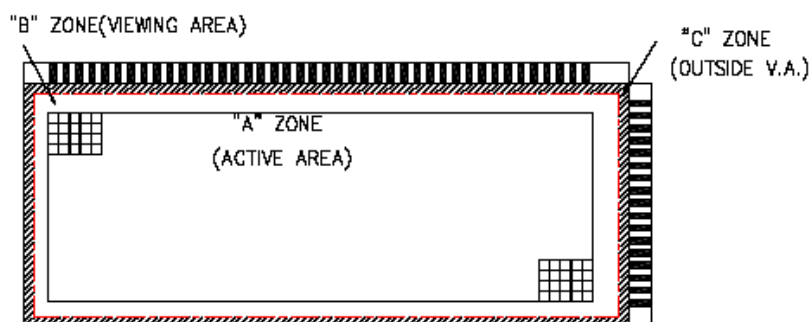 "B" ZONE(VIEWING AREA)
"C" ZONE
(OUTSIDE V.A.)
"A" ZONE
(ACTIVE AREA)